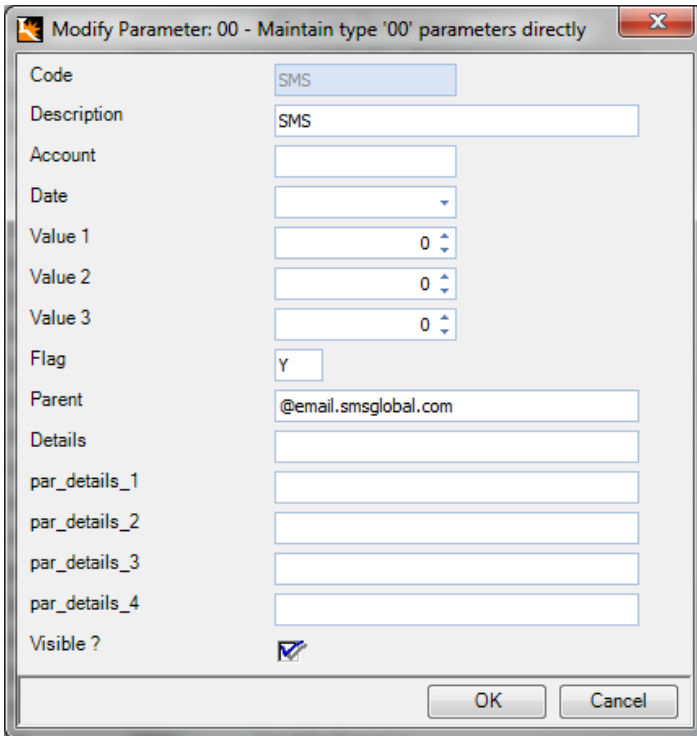 Modify Parameter: 00 - Maintain type '00' parameters directly
Code SMS
Description SMS
Account
Date
Value 1 0
Value 2 0
Value 3 0
Flag Y
Parent @email.smsglobal.com
Details
par_details_1
par_details_2
par_details_3
par_details_4
Visible ?
OK Cancel